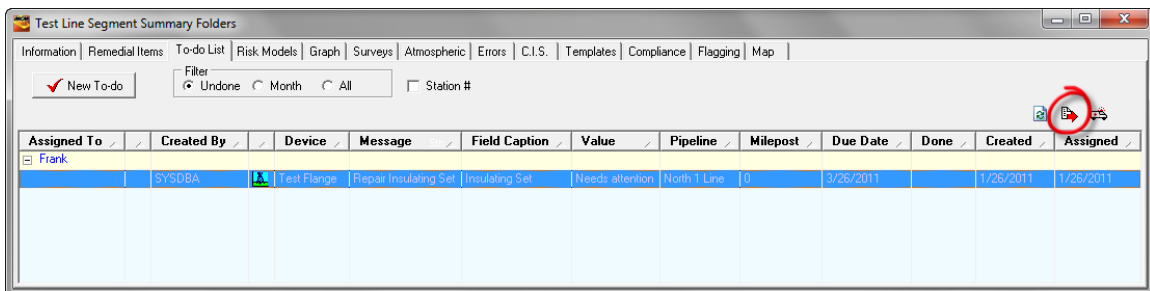 Test Line Segment Summary Folders
Information Remedial Items To-do List Risk Models Graph Surveys Atmospheric Errors C.I.S. Templates Compliance Flagging Map
Filter
New To-do Undone Month All Station #
Assigned To Created By Device Message Field Caption Value Pipeline Milepost Due Date Done Created Assigned
Frank
SYSDBA Test Flange Repair Insulating Set Insulating Set Needs attention North 1 Line 0 3/26/2011 1/26/2011 1/26/2011